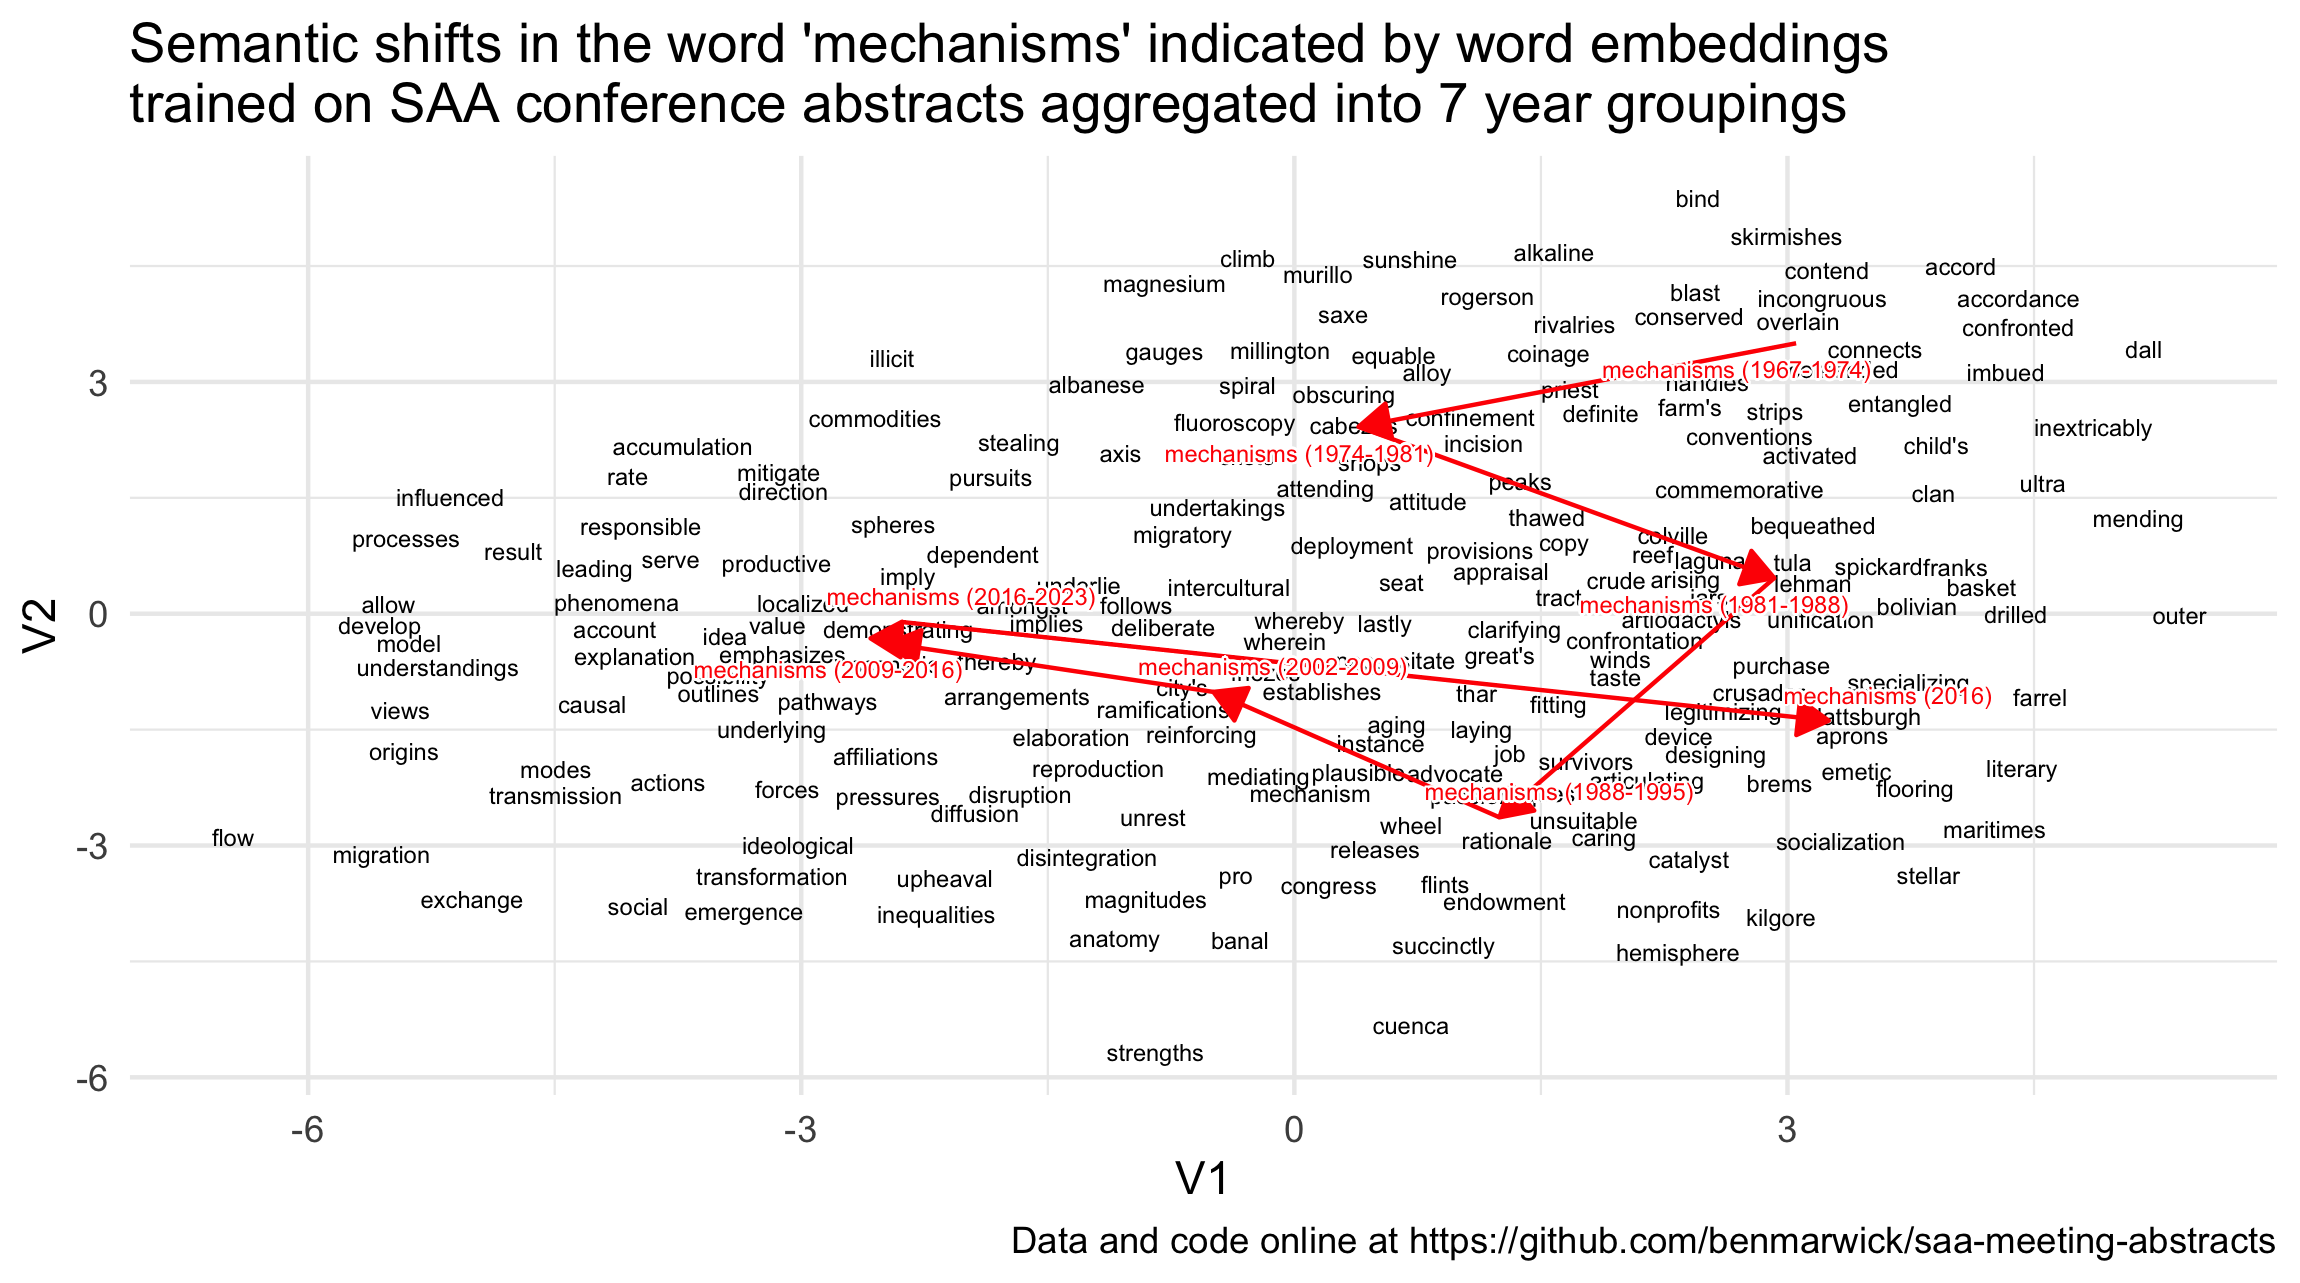 Semantic shifts in the word 'mechanisms' indicated by word embeddings
trained on SAA conference abstracts aggregated into 7 year groupings
bind
skirmishes
climb
sunshine
alkaline
murillo
contend
accord
magnesium
rogerson
blast
incongruous
accordance
saxe
rivalries
conserved
overlain
confronted
illicit
gauges
millington
equable
coinage
connects
dall
3
albanese
spiral
alloy
mechanisms (1967-1974)
imbued
obscuring
priest
handles
commodities
fluoroscopy
confinement
definite
farm's
strips
entangled
accumulation
stealing
axis
mechanisms (1974-1981)
incision
conventions
activated
child's
inextricably
rate
mitigate
direction
pursuits
shops
attending
peaks
commemorative
clan
ultra
influenced
undertakings
attitude
thawed
bequeathed
mending
processes
responsible
spheres
migratory
deployment
provisions
copy
colville
result
leading
serve
productive
dependent
imply
underlie
intercultural
seat
appraisal
reef
laguna
tula
spickard
franks
crude
arising
lehman
basket
allow
phenomena
localized
mechanisms (2016-2023)
amongst
follows
tract
mechanisms (1981-1988)
bolivian
drilled
outer
develop
account
idea
value
demonstrating
implies
deliberate
whereby
lastly
clarifying
artiodactyls
unification
model
wherein
confrontation
understandings
explanation
emphasizes
thereby
mechanisms (2002-2009)
great's
winds
purchase
mechanisms (2009-2016)
possibility
outlines
pathways
arrangements
city's
establishes
thar
taste
specializing
mechanisms (2016)
farrel
views
causal
ramifications
fitting
legitimizing
underlying
elaboration
reinforcing
aging
laying
instance
device
aprons
origins
affiliations
job
designing
modes
actions
reproduction
mediating
plausible
advocate
survivors
articulating
brems
emetic
literary
transmission
forces
pressures
disruption
mechanism
mechanisms (1988-1995)
flooring
diffusion
unrest
wheel
unsuitable
maritimes
flow
rationale
caring
socialization
-3
migration
ideological
disintegration
releases
catalyst
transformation
upheaval
pro
congress
flints
stellar
exchange
social
emergence
inequalities
magnitudes
endowment
nonprofits
kilgore
anatomy
banal
succinctly
hemisphere
cuenca
strengths
0
-6
V2
-6
-3
0
3
V1
Data and code online at https://github.com/benmarwick/saa-meeting-abstracts